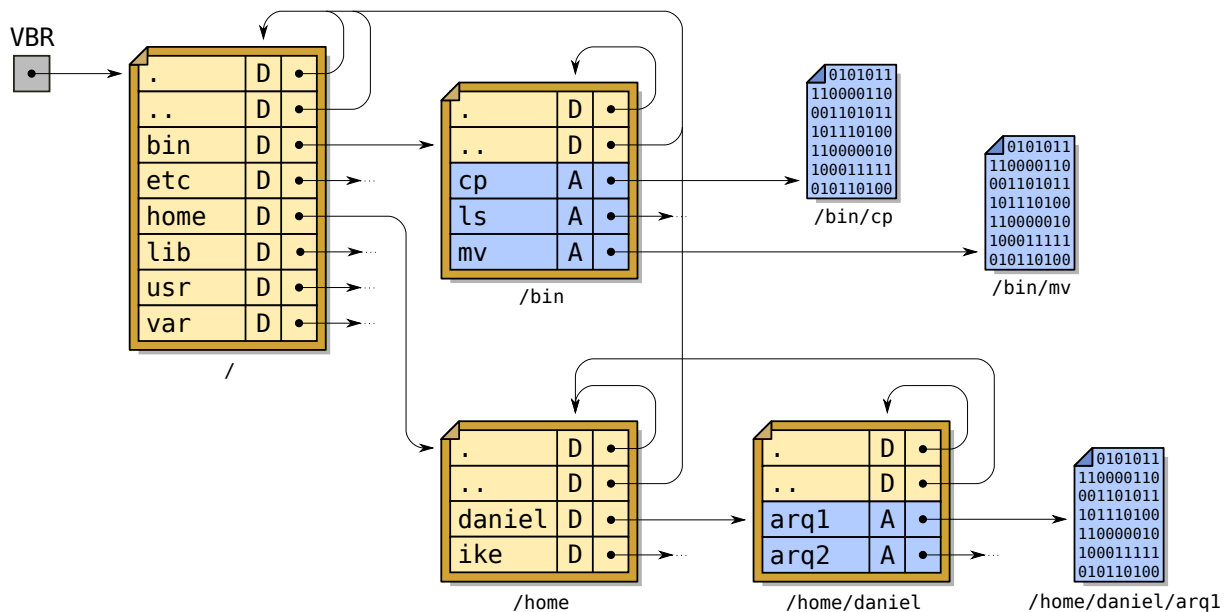 VBR
. D
.. D
bin D
etc D ...
home D
lib D ...
usr D ...
var D ...
/
. D
.. D
cp A
ls A ...
mv A
/bin
0101011
110000110
001101011
101110100
110000010
100011111
010110100
/bin/cp
0101011
110000110
001101011
101110100
110000010
100011111
010110100
/bin/mv
. D
.. D
daniel D
ike D ...
/home
. D
.. D
arq1 A
arq2 A ...
/home/daniel
0101011
110000110
001101011
101110100
110000010
100011111
010110100
/home/daniel/arq1